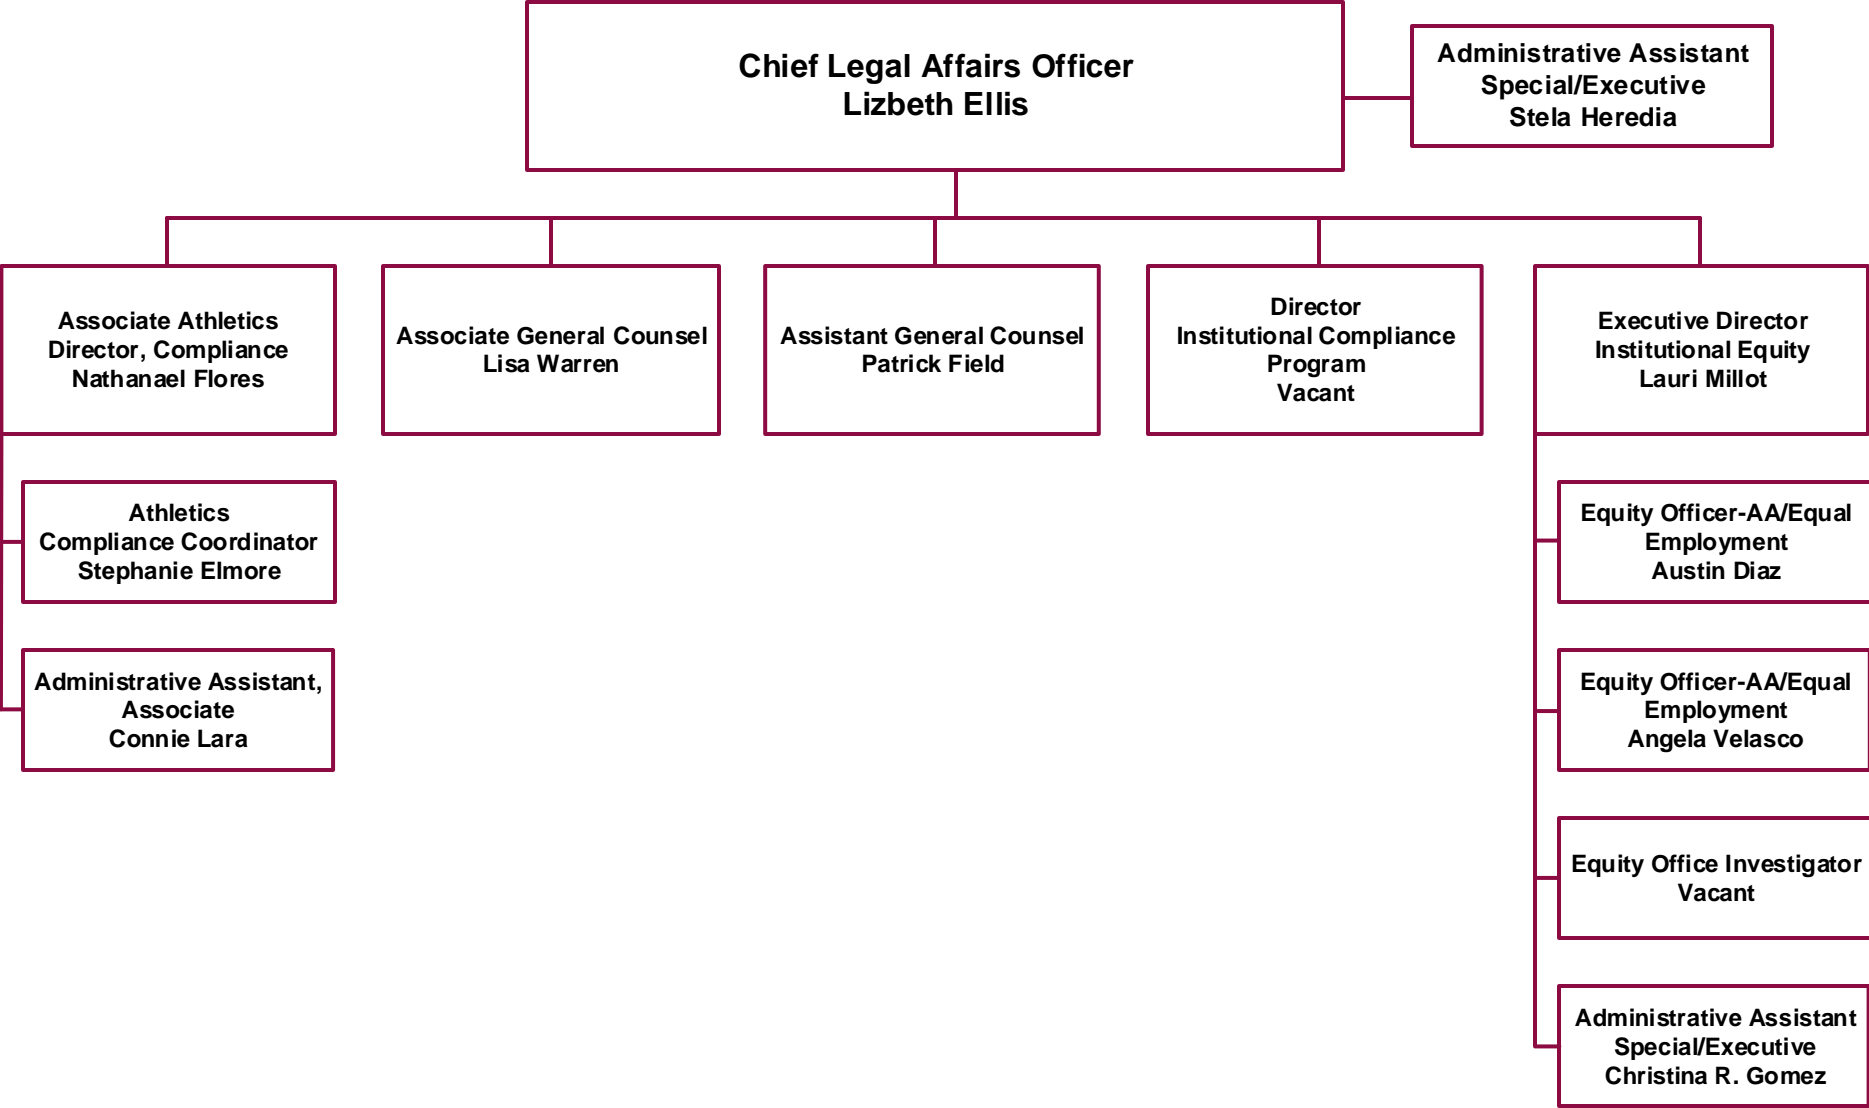 Chief Legal Affairs Officer
Lizbeth Ellis
Administrative Assistant
Special/Executive
Stela Heredia
Associate Athletics
Director, Compliance
Nathanael Flores
Associate General Counsel
Lisa Warren
Assistant General Counsel
Patrick Field
Director
Institutional Compliance
Program
Vacant
Executive Director
Institutional Equity
Lauri Millot
Athletics
Compliance Coordinator
Stephanie Elmore
Administrative Assistant,
Associate
Connie Lara
Equity Officer-AA/Equal
Employment
Austin Diaz
Equity Officer-AA/Equal
Employment
Angela Velasco
Equity Office Investigator
Vacant
Administrative Assistant
Special/Executive
Christina R. Gomez